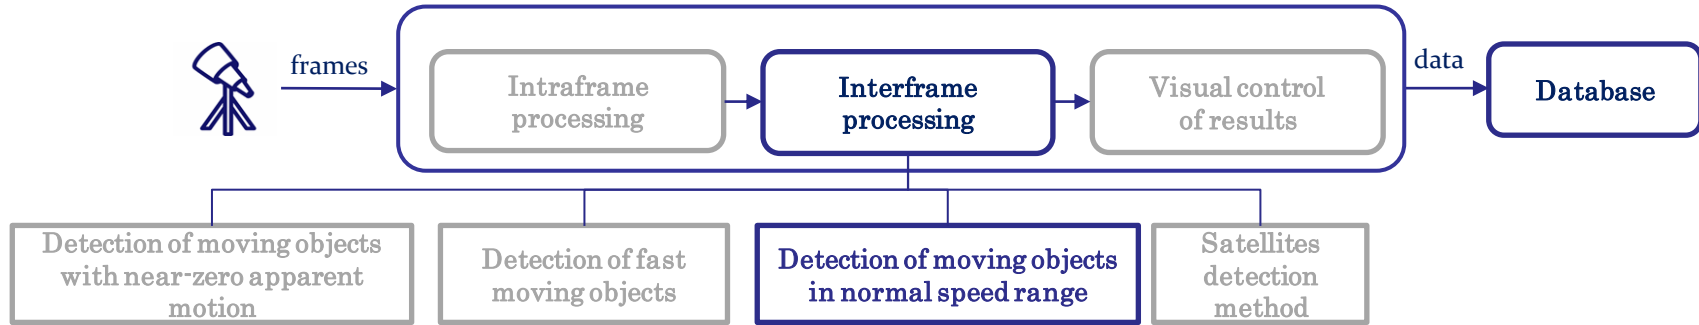 frames
Intraframe
processing
Interframe
processing
Visual control
of results
data
Database
Detection of moving objects
with near-zero apparent
motion
Detection of fast
moving objects
Detection of moving objects
in normal speed range
Satellites
detection
method